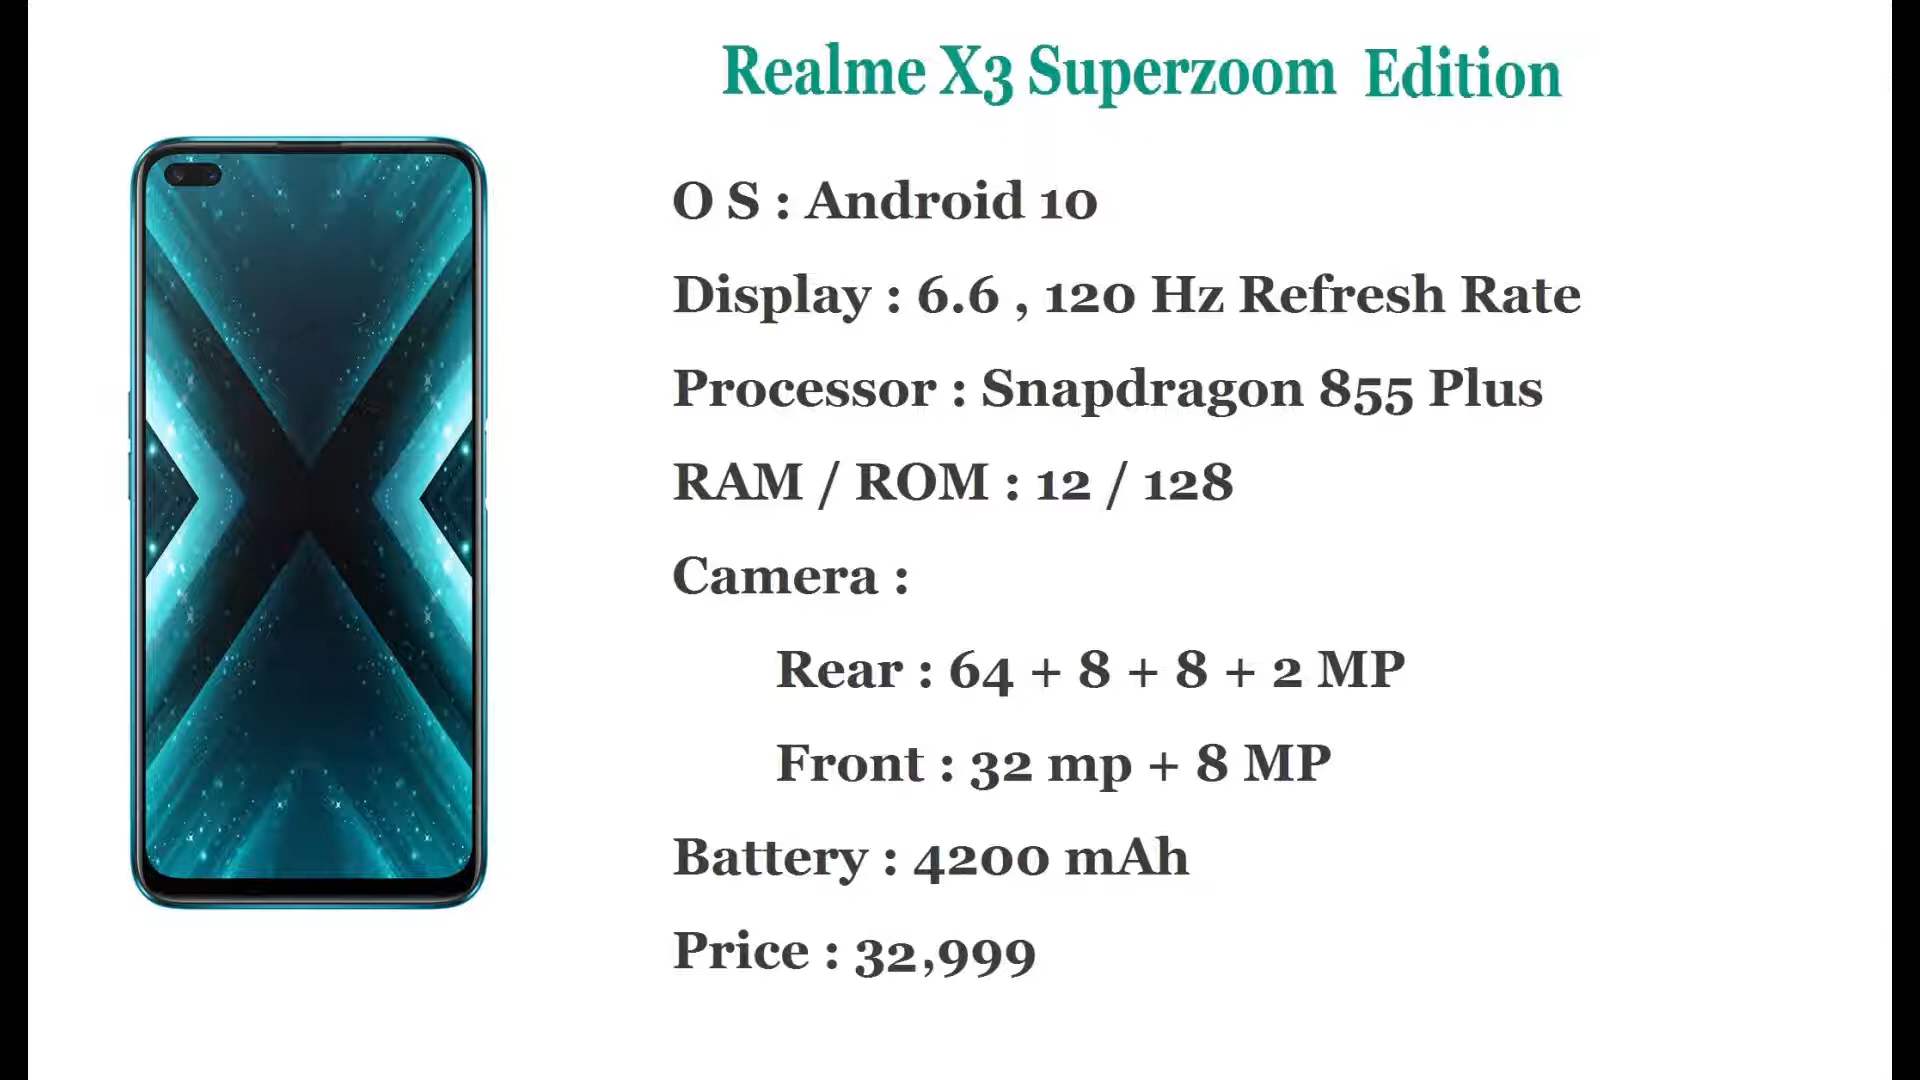 Realme X3 Superzoom Edition
O S : Android 10
Display : 6.6 , 120 Hz Refresh Rate
Processor : Snapdragon 855 Plus
RAM / ROM : 12 / 128
Camera :
Rear : 64 + 8 + 8 + 2 MP
Front : 32 mp + 8 MP
Battery : 4200 mAh
Price : 32,999